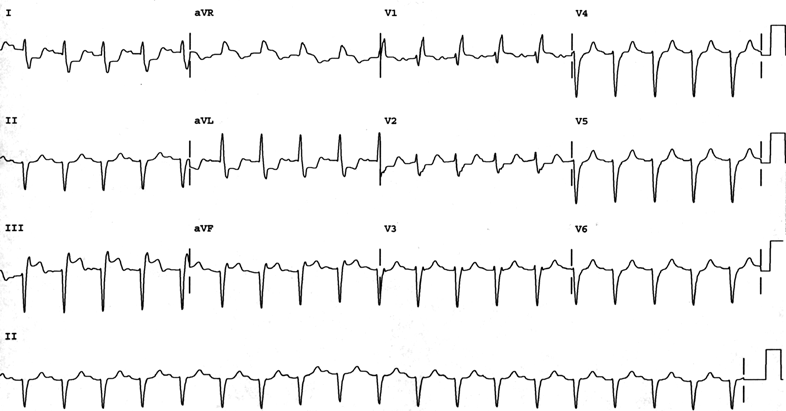 I aVR V1 V4
II aVL V2 V5
III aVF V3 V6
II